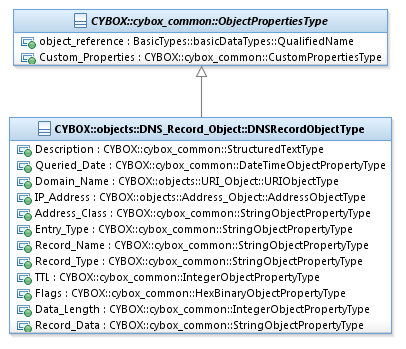 CYBOX::cybox_common::ObjectPropertiesType
object_reference : BasicTypes::basicDataTypes::QualifiedName
Custom_Properties : CYBOX::cybox_common::CustomPropertiesType
CYBOX::objects::DNS_Record_Object::DNSRecordObjectType
Description : CYBOX::cybox_common::StructuredTextType
Queried_Date : CYBOX::cybox_common::DateTimeObjectPropertyType
Domain_Name : CYBOX::objects::URI_Object::URIObjectType
IP_Address : CYBOX::objects::Address_Object::AddressObjectType
Address_Class : CYBOX::cybox_common::StringObjectPropertyType
Entry_Type : CYBOX::cybox_common::StringObjectPropertyType
Record_Name : CYBOX::cybox_common::StringObjectPropertyType
Record_Type : CYBOX::cybox_common::StringObjectPropertyType
TTL : CYBOX::cybox_common::IntegerObjectPropertyType
Flags : CYBOX::cybox_common::HexBinaryObjectPropertyType
Data_Length : CYBOX::cybox_common::IntegerObjectPropertyType
Record_Data : CYBOX::cybox_common::StringObjectPropertyType